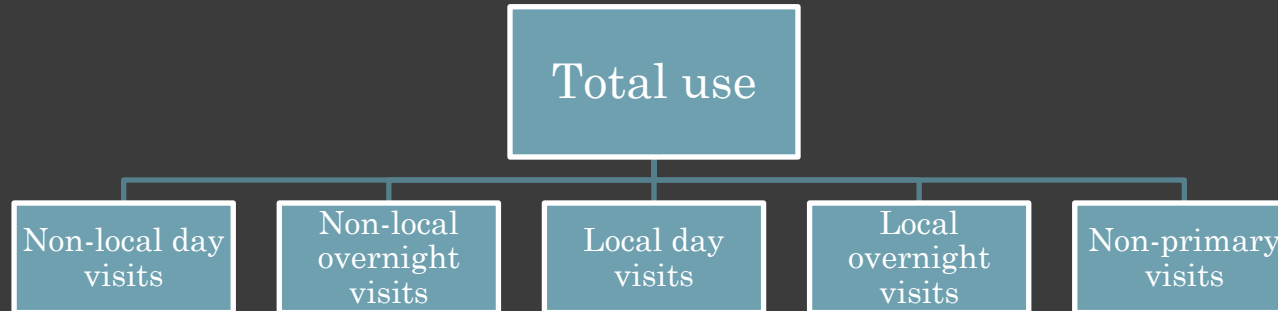 Total use
Non-local day
visits
Non-local
overnight
visits
Local day
visits
Local
overnight
visits
Non-primary
visits